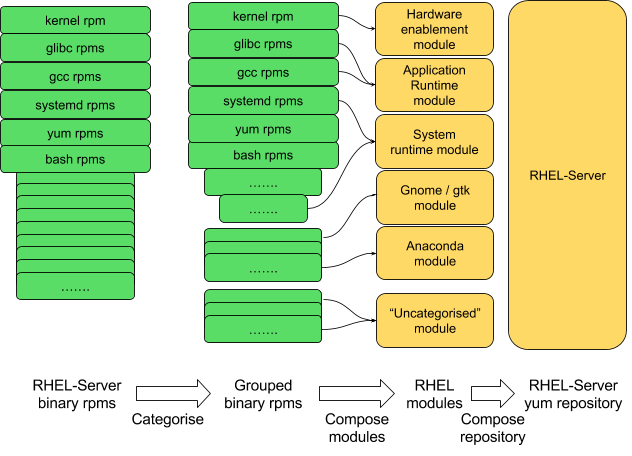 kernel rpm
glibc rpms
gcc rpms
systemd rpms
yum rpms
bash rpms
…….
kernel rpm
glibc rpms
gcc rpms
systemd rpms
yum rpms
bash rpms
…….
…….
…….
…….
Hardware
enablement
module
Application
Runtime
module
System
runtime module
Gnome / gtk
module
Anaconda
module
“Uncategorised”
module
RHEL-Server
RHEL-Server
binary rpms
Categorise
Grouped
binary rpms
Compose
modules
RHEL
modules
Compose
repository
RHEL-Server
yum repository